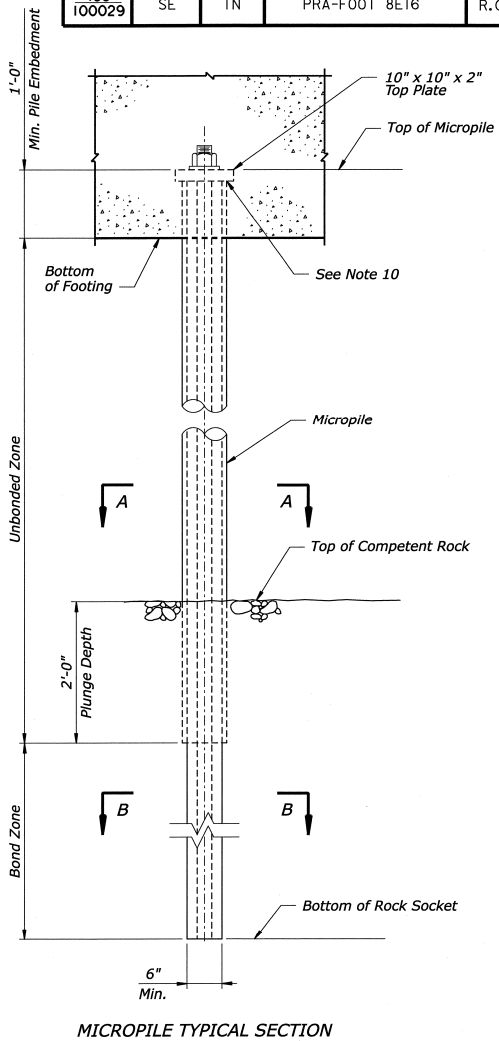 100029 SE TN PRA-FOOT 8E16
1'-0"
Min. Pile Embedment
10" x 10" x 2"
Top Plate
Top of Micropile
Bottom
of Footing
See Note 10
Micropile
Unbonded Zone
A A
Top of Competent Rock
2'-0"
Plunge Depth
B B
Bond Zone
Bottom of Rock Socket
6"
Min.
MICROPILE TYPICAL SECTION